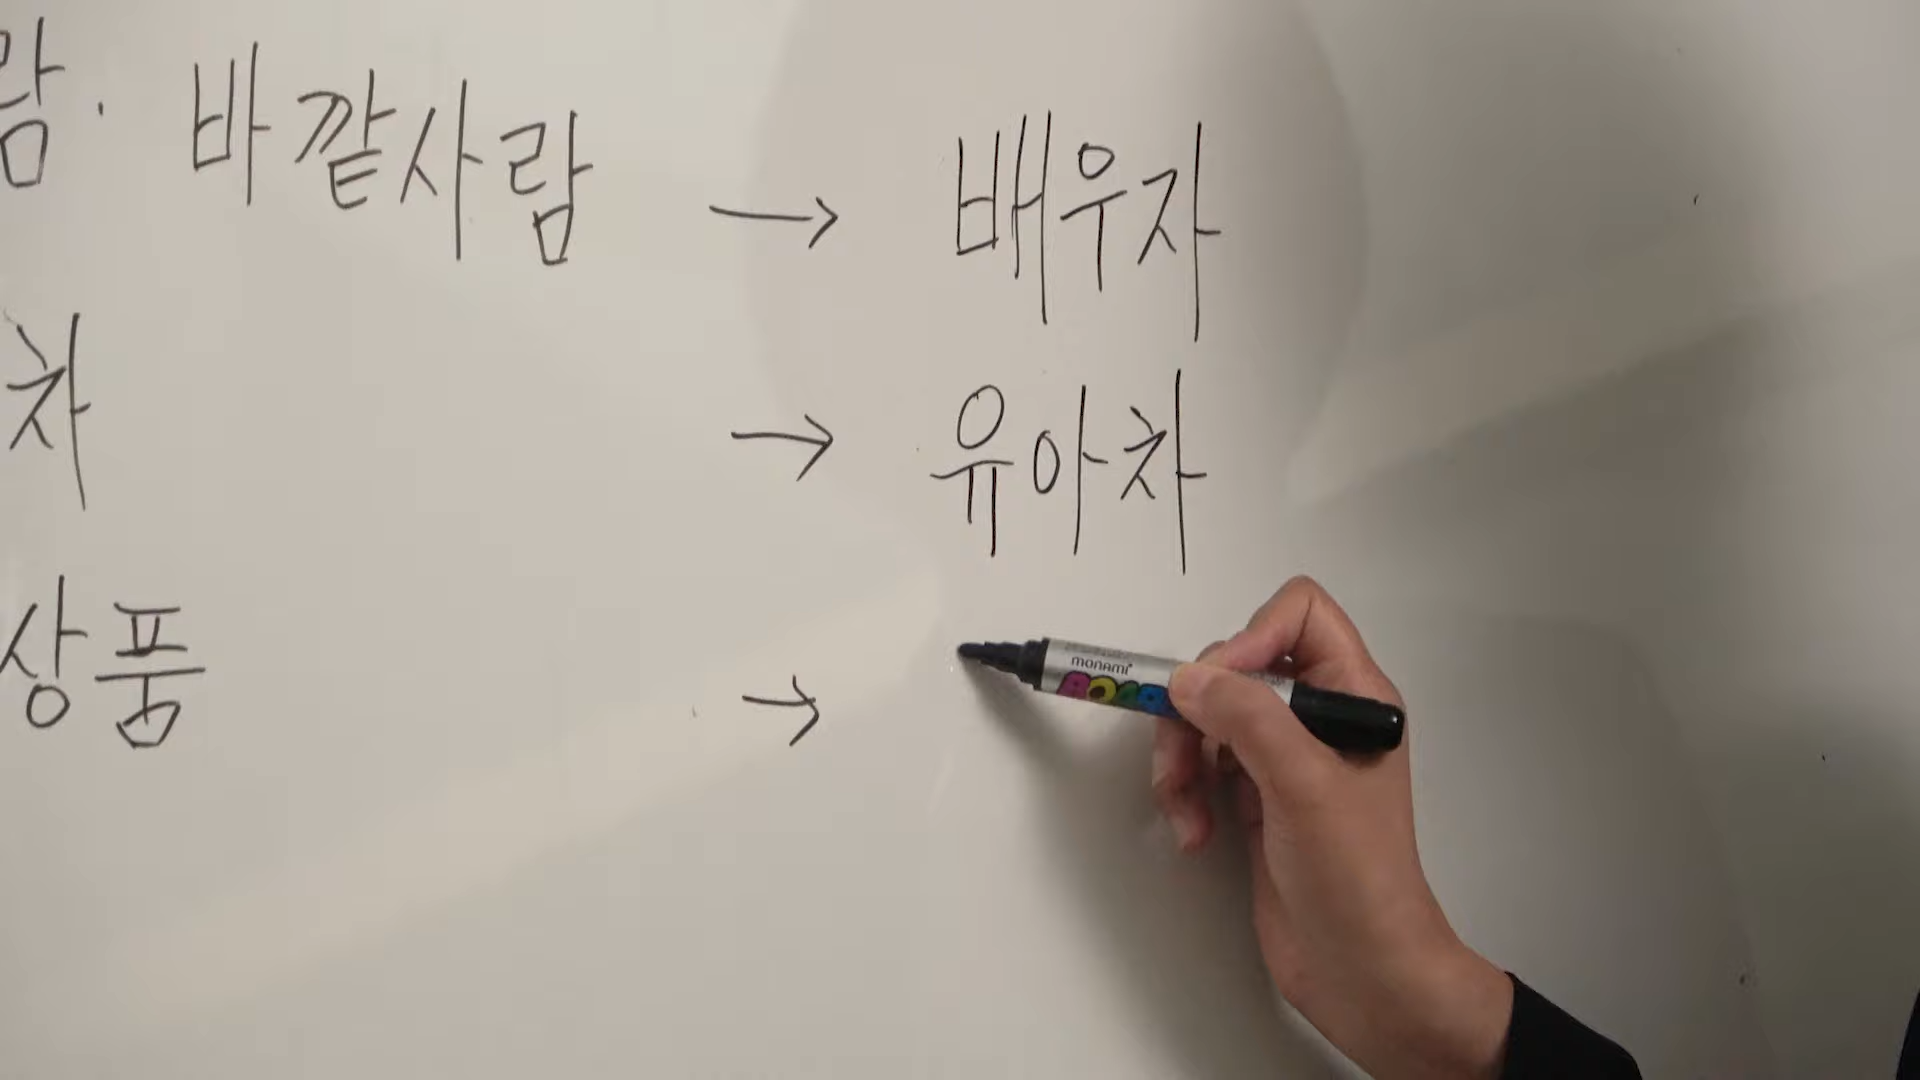 람· 바깥사람 → 배우자
차 → 유아차
상품 →
monami